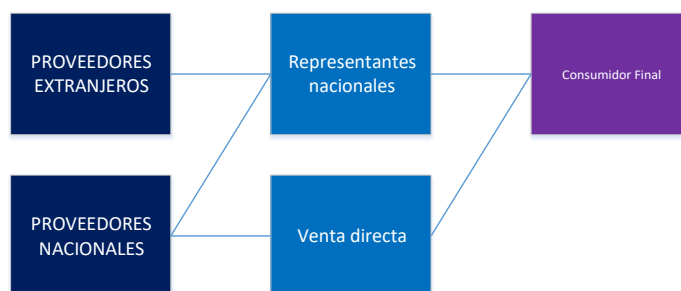 PROVEEDORES
EXTRANJEROS
Representantes
nacionales
Consumidor Final
PROVEEDORES
NACIONALES
Venta directa